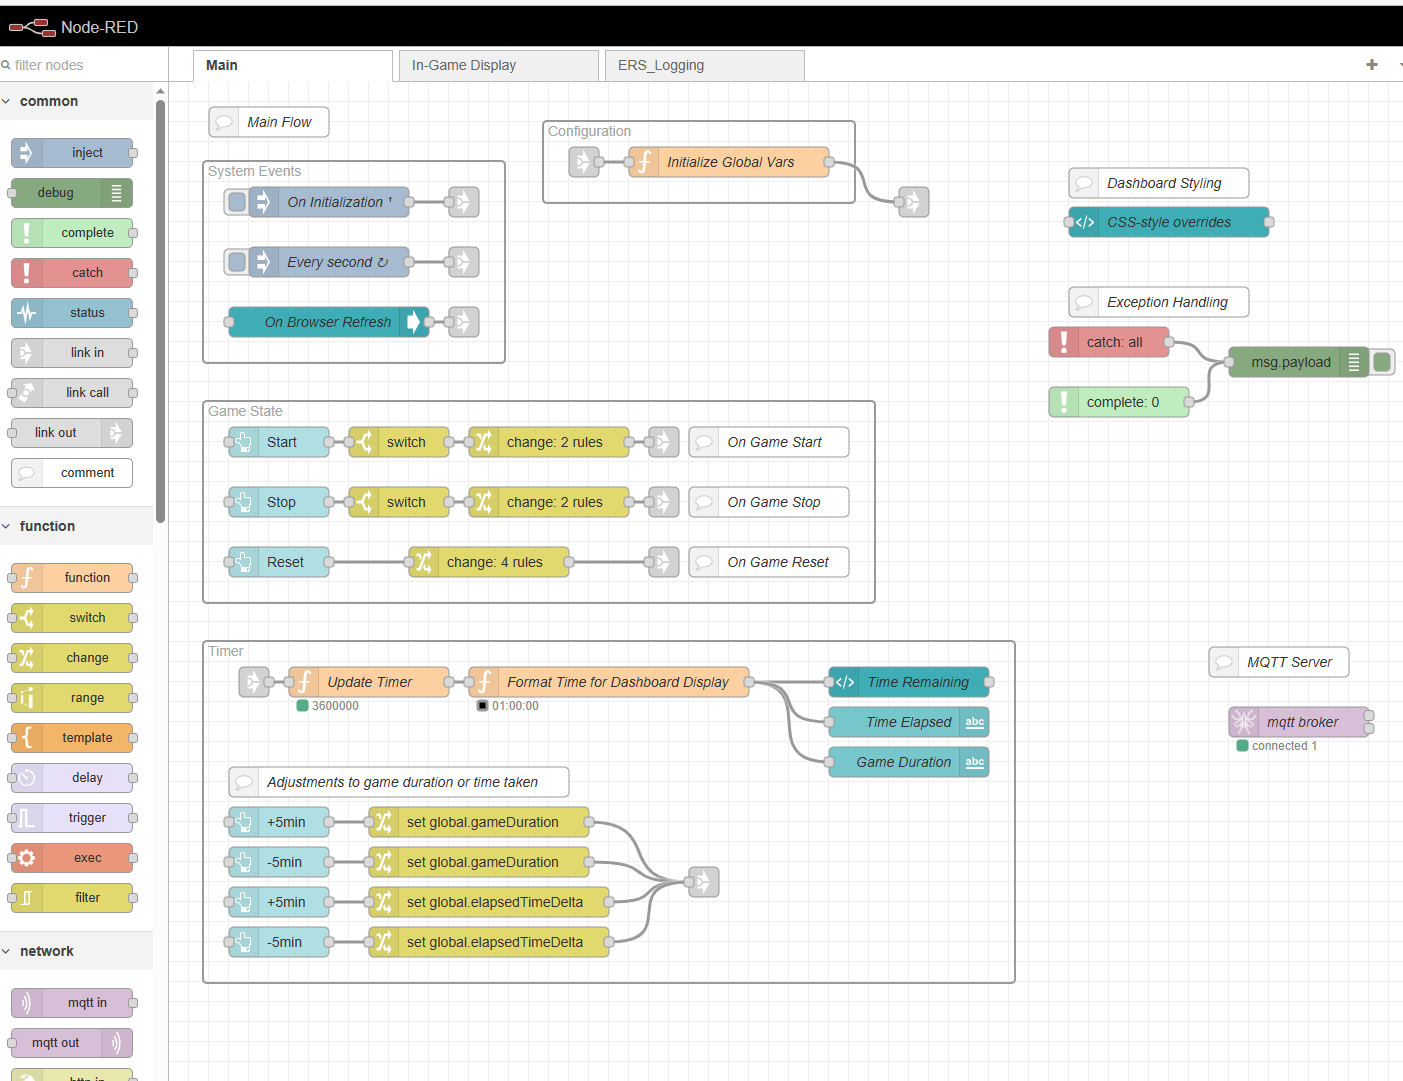 Node-RED
filter nodes
Main
In-Game Display
ERS_Logging
common
inject
debug
complete
catch
status
link in
link call
link out
comment
function
function
switch
change
range
template
delay
trigger
exec
filter
network
mqtt in
mqtt out
http in
Main Flow
System Events
On Initialization ¹
Every second ↻
On Browser Refresh
Configuration
Initialize Global Vars
Dashboard Styling
</> CSS-style overrides
Exception Handling
catch: all
msg.payload
complete: 0
Game State
Start
switch
change: 2 rules
On Game Start
Stop
switch
change: 2 rules
On Game Stop
Reset
change: 4 rules
On Game Reset
Timer
Update Timer
3600000
Format Time for Dashboard Display
01:00:00
</> Time Remaining
Time Elapsed abc
Game Duration abc
Adjustments to game duration or time taken
+5min
set global.gameDuration
-5min
set global.gameDuration
+5min
set global.elapsedTimeDelta
-5min
set global.elapsedTimeDelta
MQTT Server
mqtt broker
connected 1